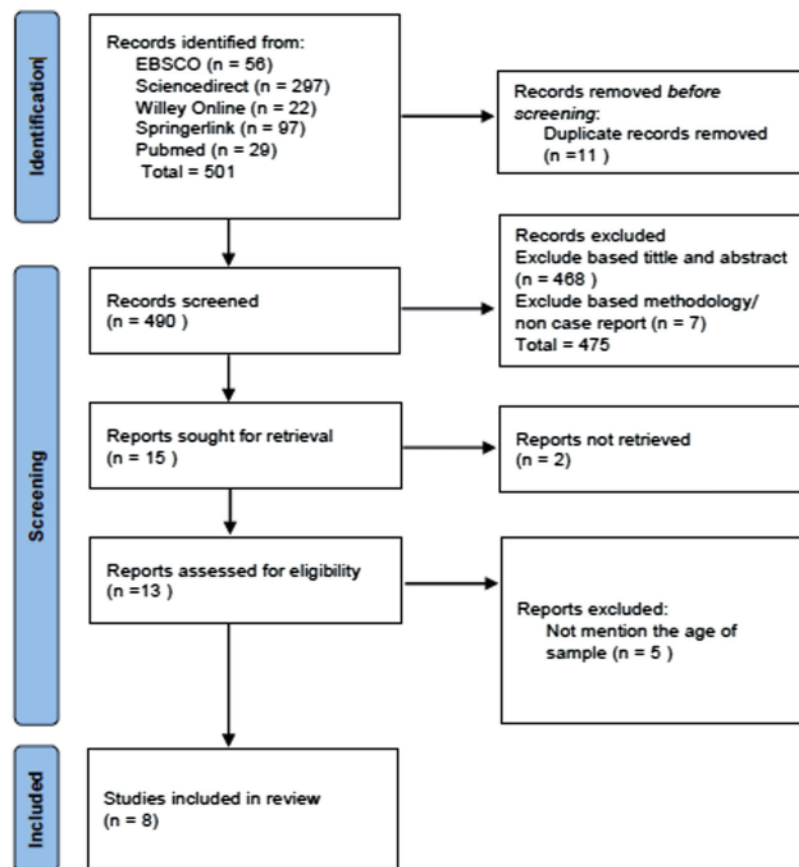 Identification
Records identified from:
EBSCO (n = 56)
Sciencedirect (n = 297)
Willey Online (n = 22)
Springerlink (n = 97)
Pubmed (n = 29)
Total = 501
Records removed before
screening:
Duplicate records removed
(n =11 )
Screening
Records screened
(n = 490 )
Records excluded
Exclude based tittle and abstract
(n = 468 )
Exclude based methodology/
non case report (n = 7)
Total = 475
Reports sought for retrieval
(n = 15 )
Reports not retrieved
(n = 2)
Reports assessed for eligibility
(n =13 )
Reports excluded:
Not mention the age of
sample (n = 5 )
Included
Studies included in review
(n = 8)